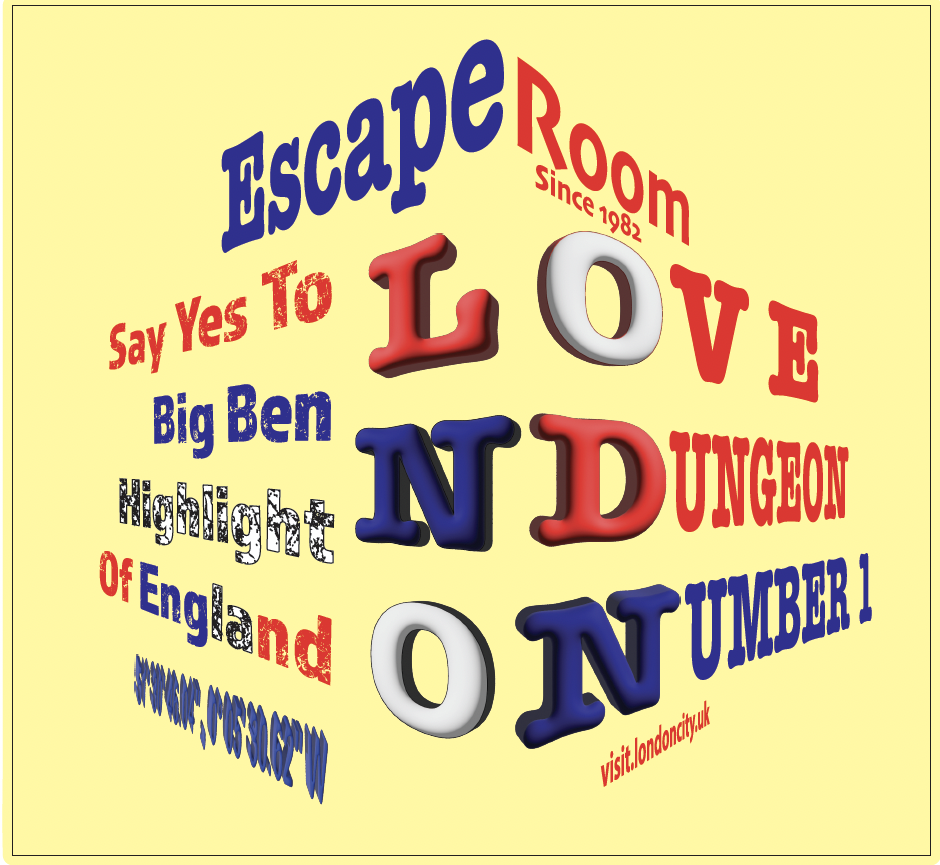 Escape Room
Since 1982
Say Yes To
Big Ben
Highlight
Of England
LOVE
NDUNGEON
ONUMBER 1
visit.londoncity.uk